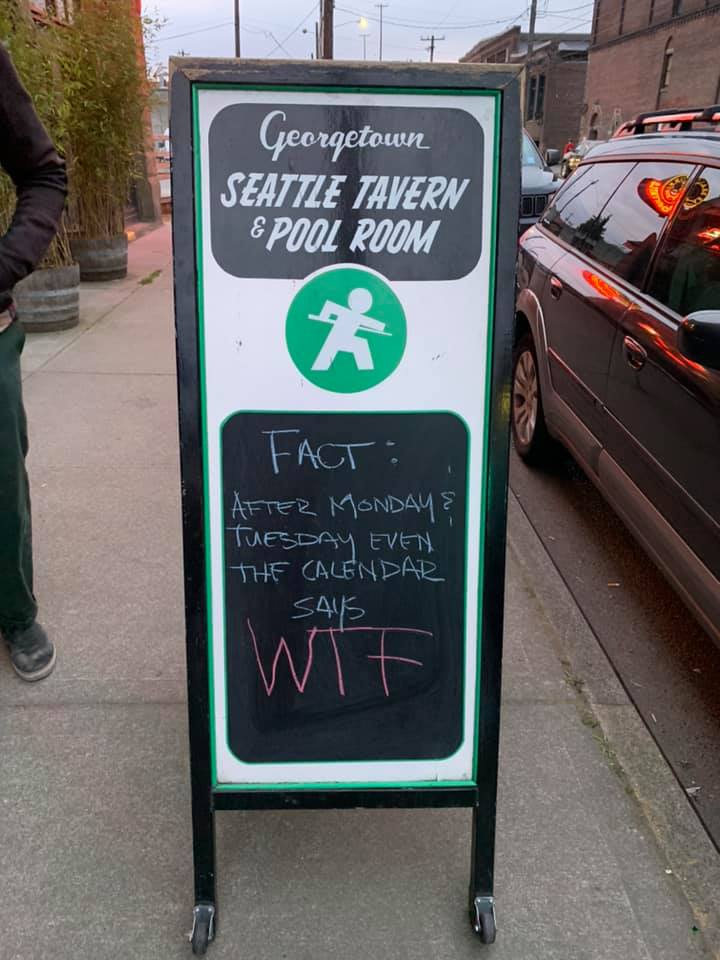 Georgetown
SEATTLE TAVERN
& POOL ROOM
FACT:
AFTER MONDAY &
TUESDAY EVEN
THE CALENDAR
SAYS
WTF